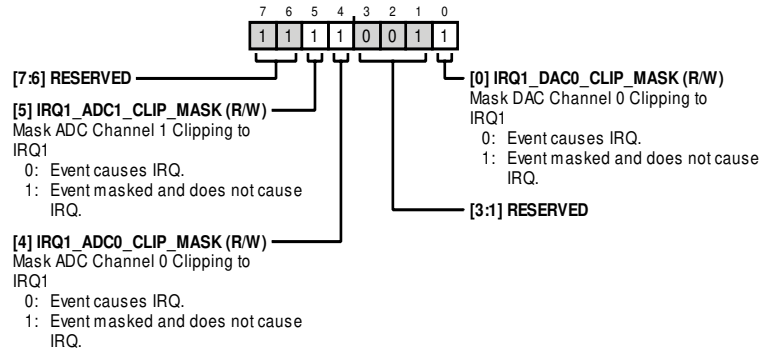 7 6 5 4 3 2 1 0
1 1 1 1 0 0 1 1
[7:6] RESERVED
[5] IRQ1_ADC1_CLIP_MASK (R/W)
Mask ADC Channel 1 Clipping to
IRQ1
0: Event causes IRQ.
1: Event masked and does not cause
IRQ.
[4] IRQ1_ADC0_CLIP_MASK (R/W)
Mask ADC Channel 0 Clipping to
IRQ1
0: Event causes IRQ.
1: Event masked and does not cause
IRQ.
[0] IRQ1_DAC0_CLIP_MASK (R/W)
Mask DAC Channel 0 Clipping to
IRQ1
0: Event causes IRQ.
1: Event masked and does not cause
IRQ.
[3:1] RESERVED